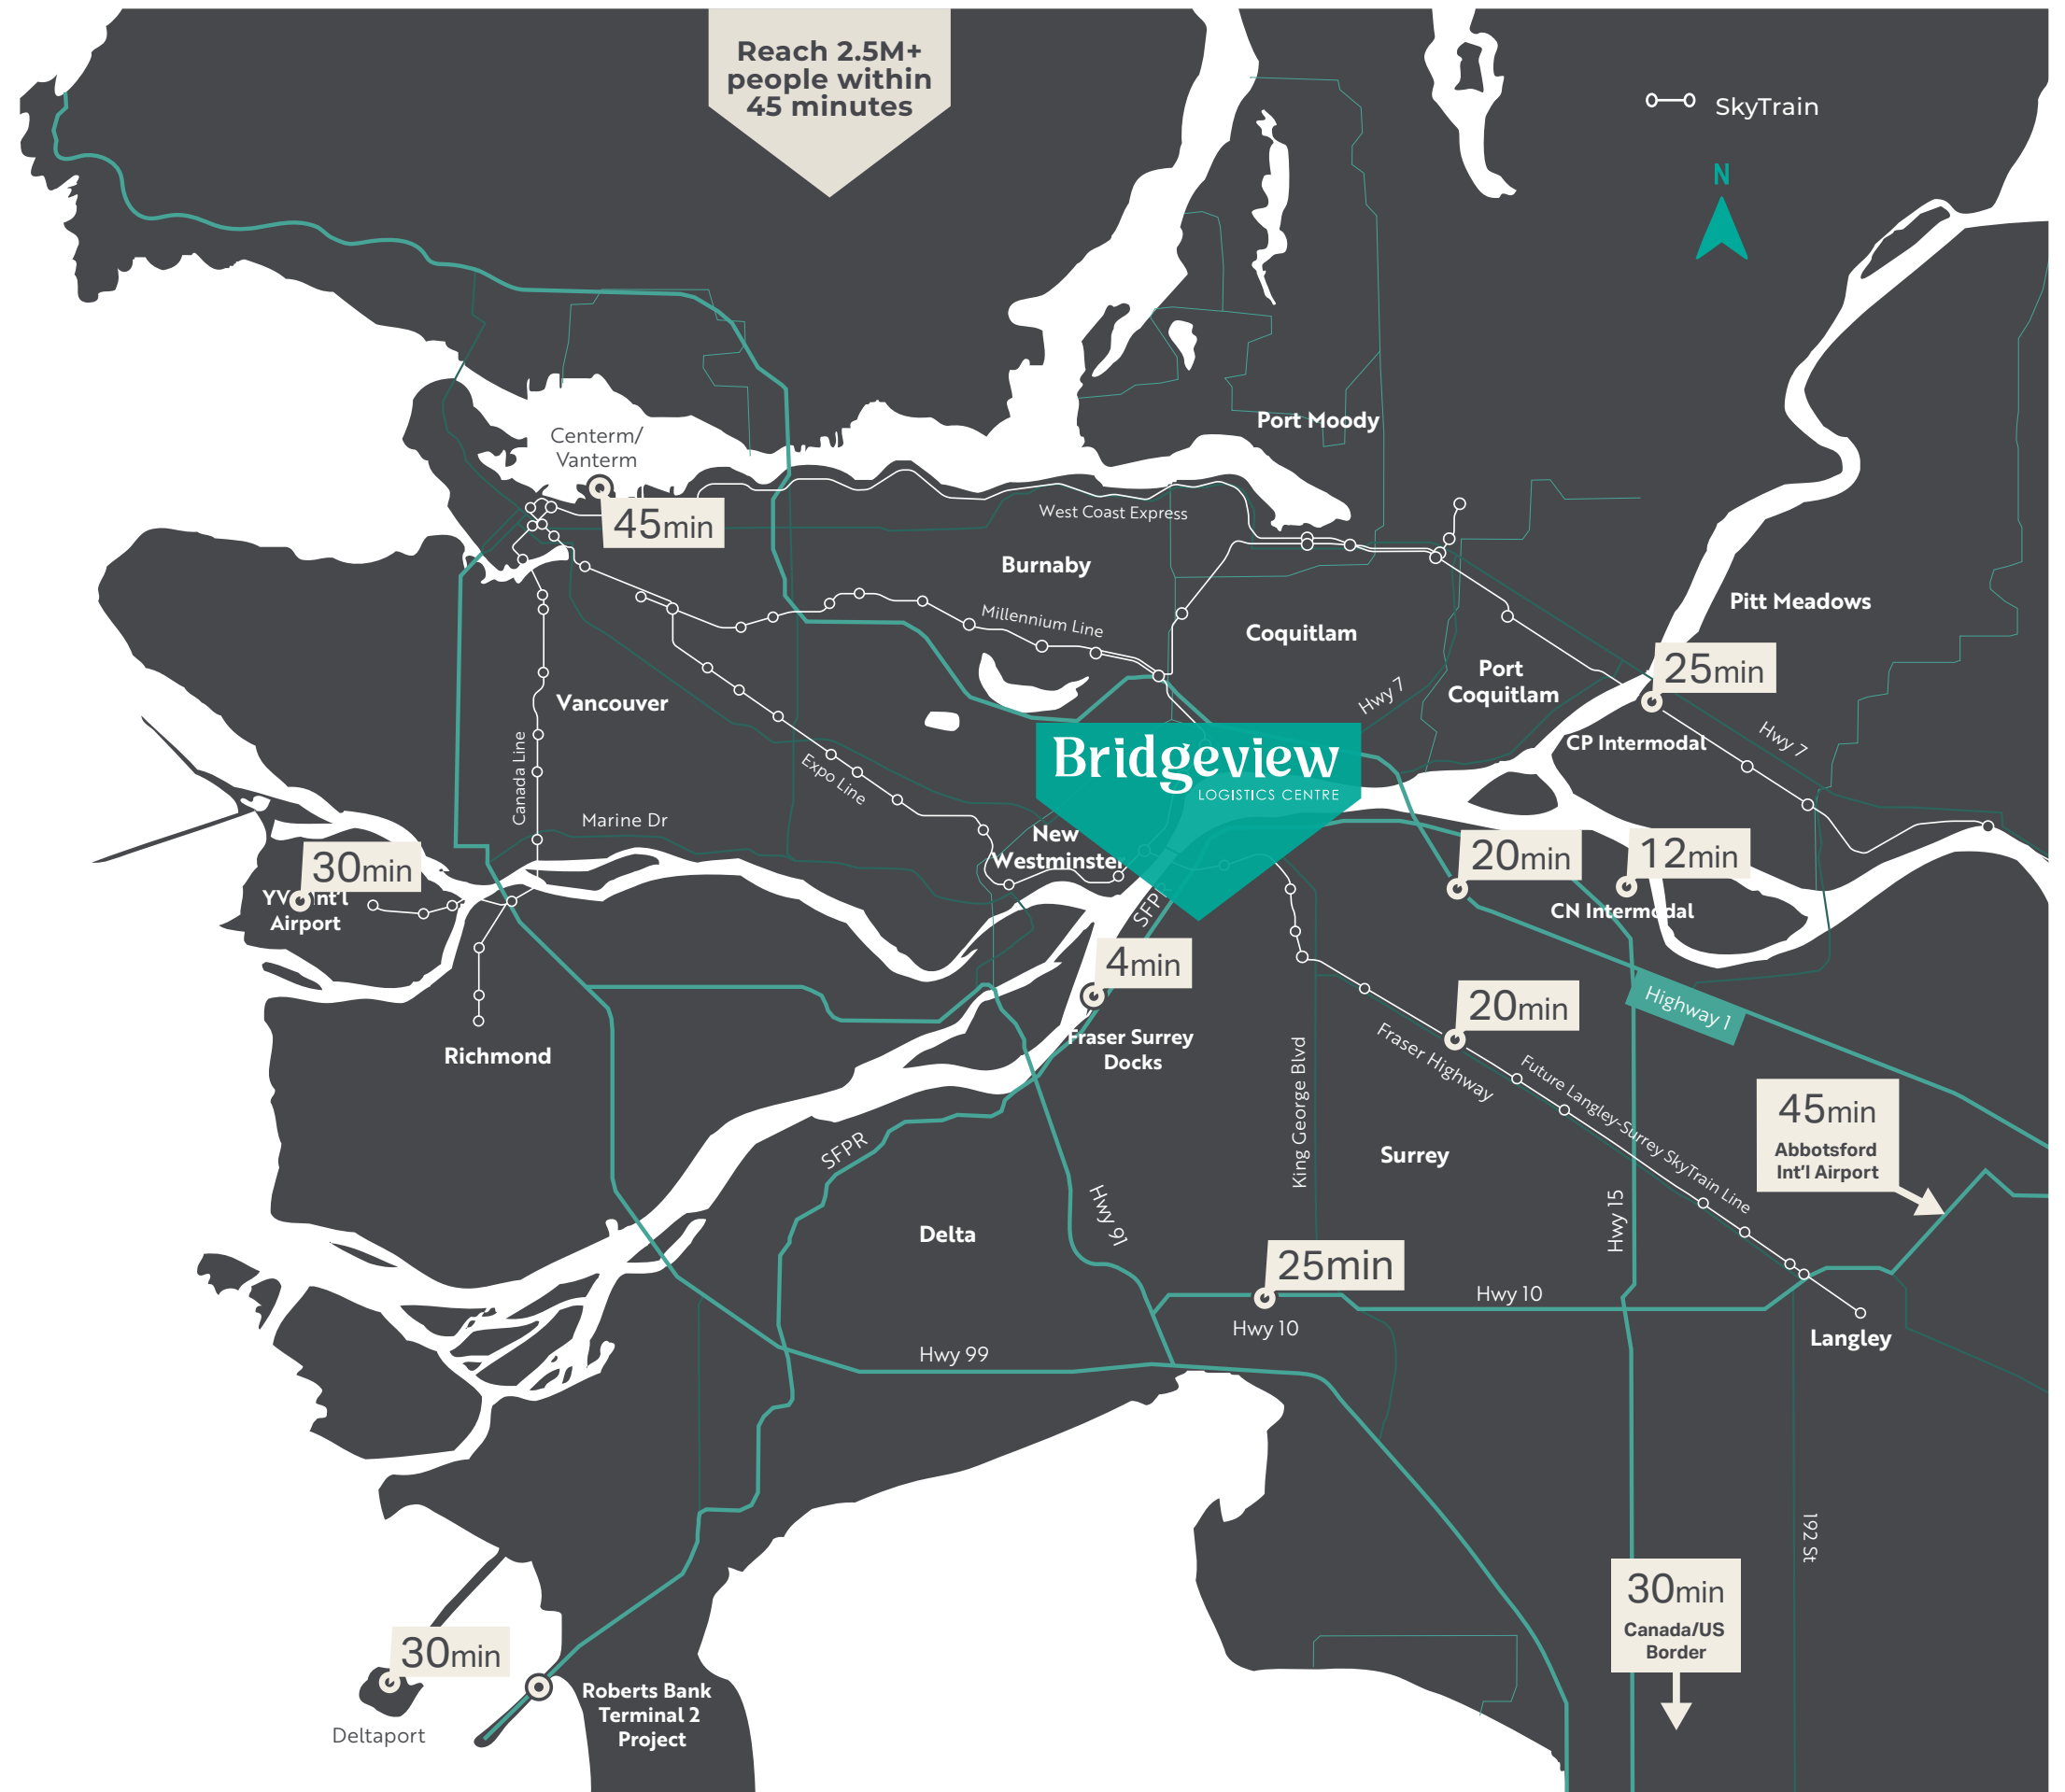 Reach 2.5M+
people within
45 minutes
SkyTrain
N
Port Moody
Centerm/
Vanterm
45min
West Coast Express
Burnaby
Millennium Line
Coquitlam
Pitt Meadows
Port
Coquitlam
25min
Hwy 7
Vancouver
CP Intermodal
Hwy 7
Bridgeview
LOGISTICS CENTRE
Canada Line
Expo Line
Marine Dr
New
Westminster
30min
Int'l
Airport
20min
12min
CN Intermodal
4min
Fraser Surrey
Docks
20min
Highway 1
Richmond
Fraser Highway
Future Langley-Surrey SkyTrain Line
King George Blvd
45min
Abbotsford
Int'l Airport
SFPR
Surrey
Hwy 91
Hwy 15
Delta
25min
Hwy 10
Hwy 10
Langley
Hwy 99
192 St
30min
Canada/US
Border
30min
Deltaport
Roberts Bank
Terminal 2
Project